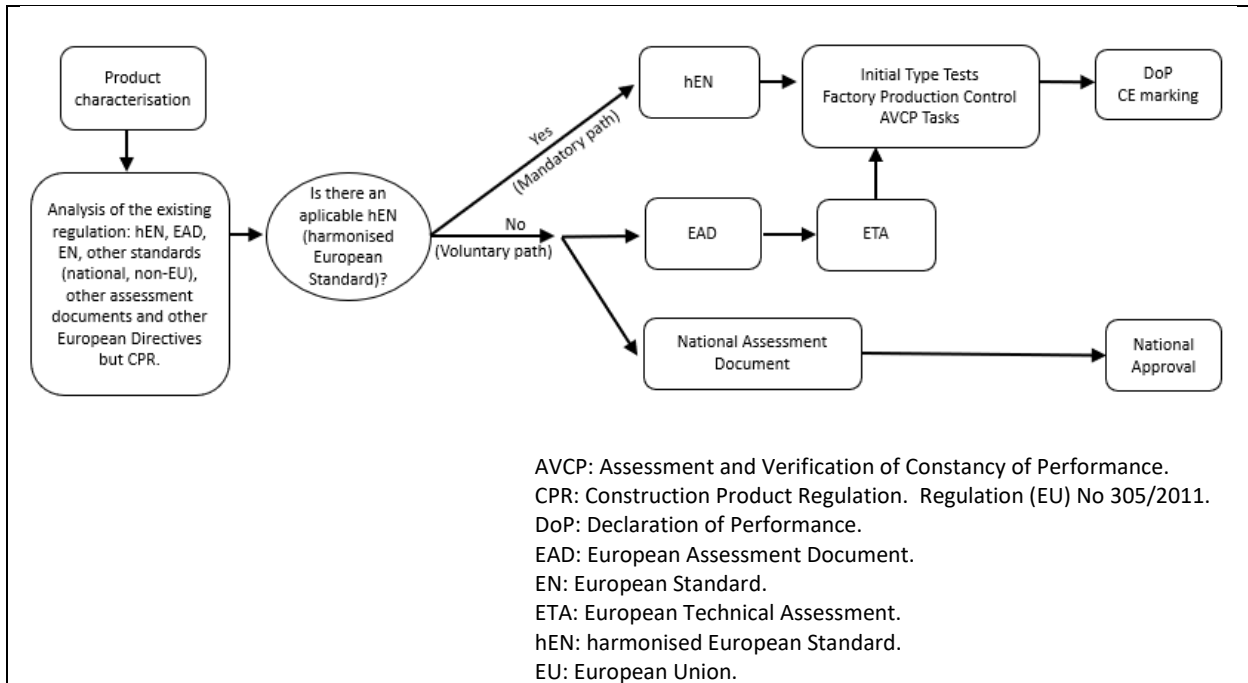 Product
characterisation
Analysis of the existing
regulation: hEN, EAD,
EN, other standards
(national, non-EU),
other assessment
documents and other
European Directives
but CPR.
Is there an
aplicable hEN
(harmonised
European
Standard)?
Yes
(Mandatory path)
No
(Voluntary path)
hEN
Initial Type Tests
Factory Production Control
AVCP Tasks
DoP
CE marking
EAD
ETA
National Assessment
Document
National
Approval
AVCP: Assessment and Verification of Constancy of Performance.
CPR: Construction Product Regulation.  Regulation (EU) No 305/2011.
DoP: Declaration of Performance.
EAD: European Assessment Document.
EN: European Standard.
ETA: European Technical Assessment.
hEN: harmonised European Standard.
EU: European Union.